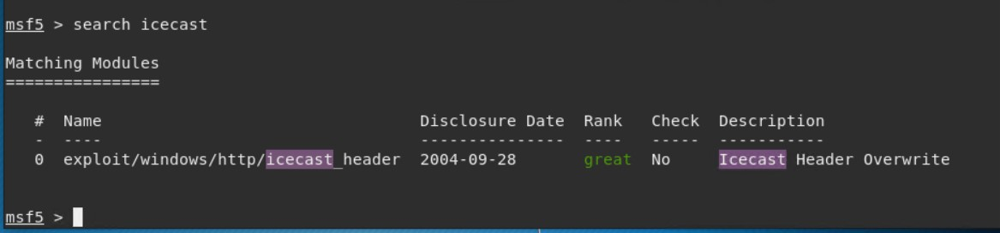 msf5 > search icecast
Matching Modules
================
# Name Disclosure Date Rank Check Description
- ---- --------------- ---- ----- -----------
0 exploit/windows/http/icecast_header 2004-09-28 great No Icecast Header Overwrite
msf5 >